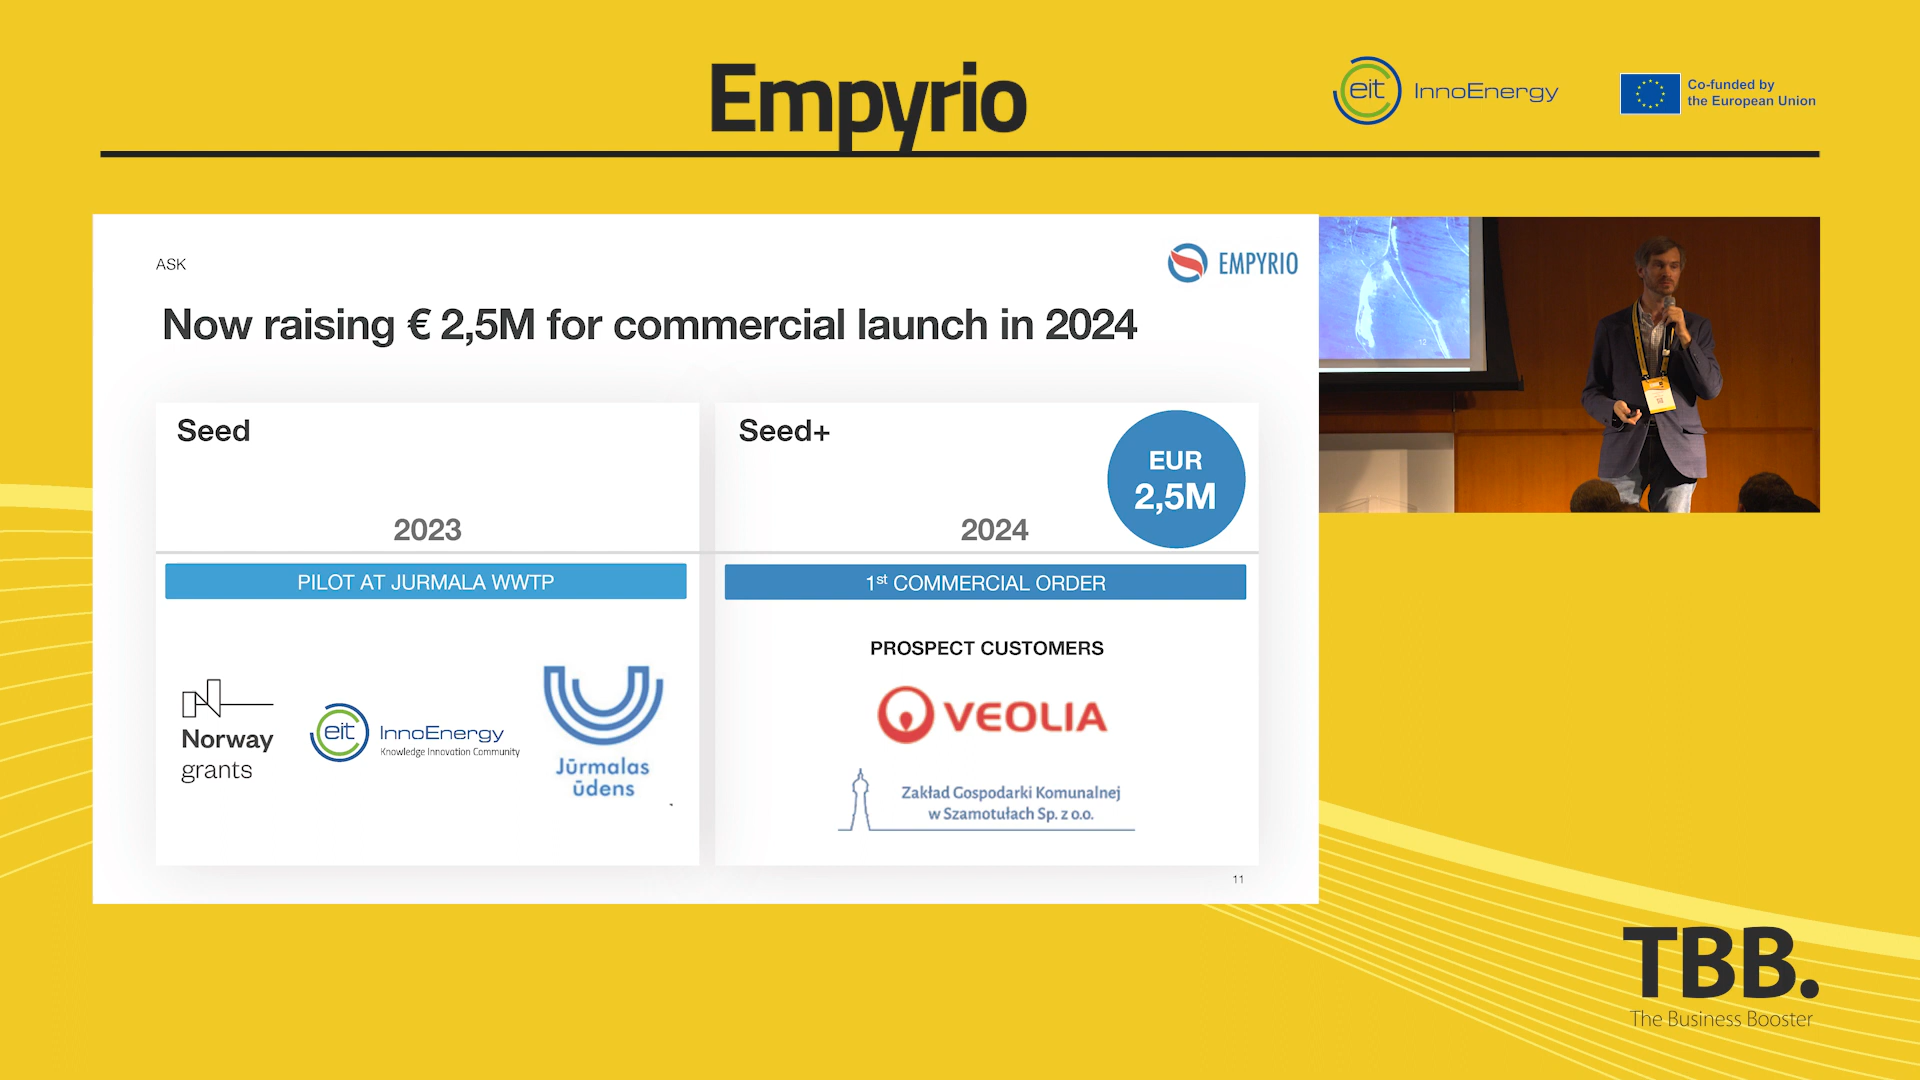 Empyrio
eit InnoEnergy
Co-funded by
the European Union
ASK
EMPYRIO
Now raising € 2,5M for commercial launch in 2024
Seed
2023
PILOT AT JURMALA WWTP
Norway
grants
eit InnoEnergy
Knowledge Innovation Community
Jūrmalas
ūdens
Seed+
EUR
2,5M
2024
1st COMMERCIAL ORDER
PROSPECT CUSTOMERS
VEOLIA
Zakład Gospodarki Komunalnej
w Szamotułach Sp. z o.o.
11
12
TBB.
The Business Booster